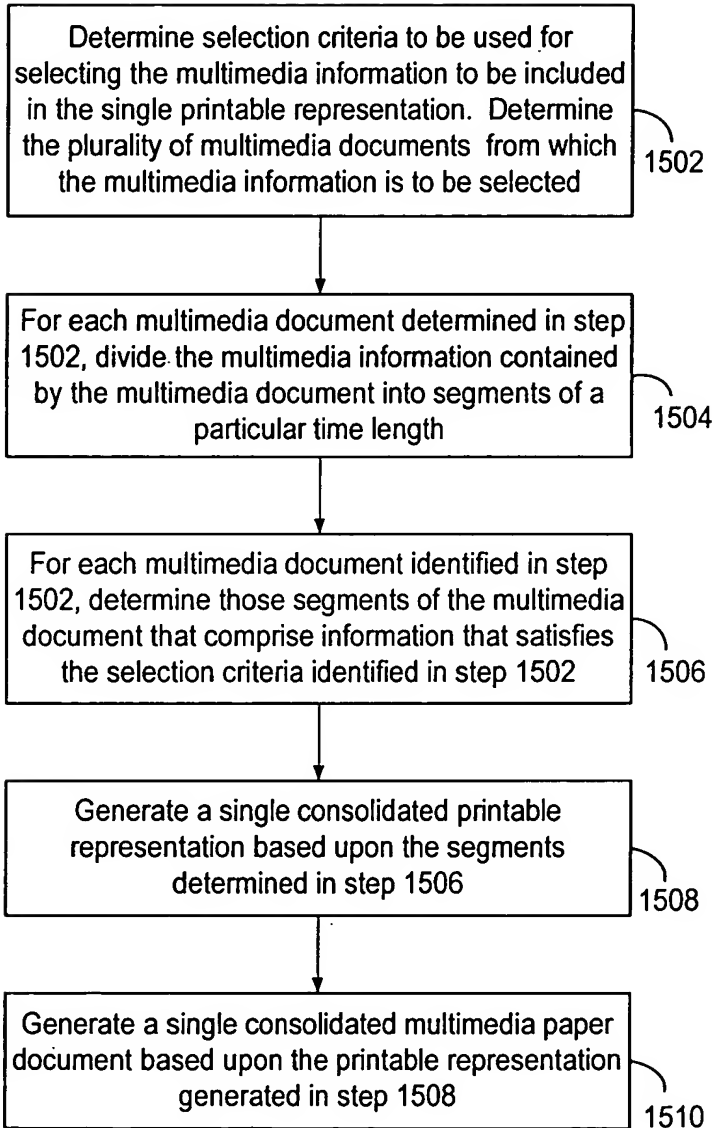 Determine selection criteria to be used for
selecting the multimedia information to be included
in the single printable representation. Determine
the plurality of multimedia documents from which
the multimedia information is to be selected
1502
For each multimedia document determined in step
1502, divide the multimedia information contained
by the multimedia document into segments of a
particular time length
1504
For each multimedia document identified in step
1502, determine those segments of the multimedia
document that comprise information that satisfies
the selection criteria identified in step 1502
1506
Generate a single consolidated printable
representation based upon the segments
determined in step 1506
1508
Generate a single consolidated multimedia paper
document based upon the printable representation
generated in step 1508
1510